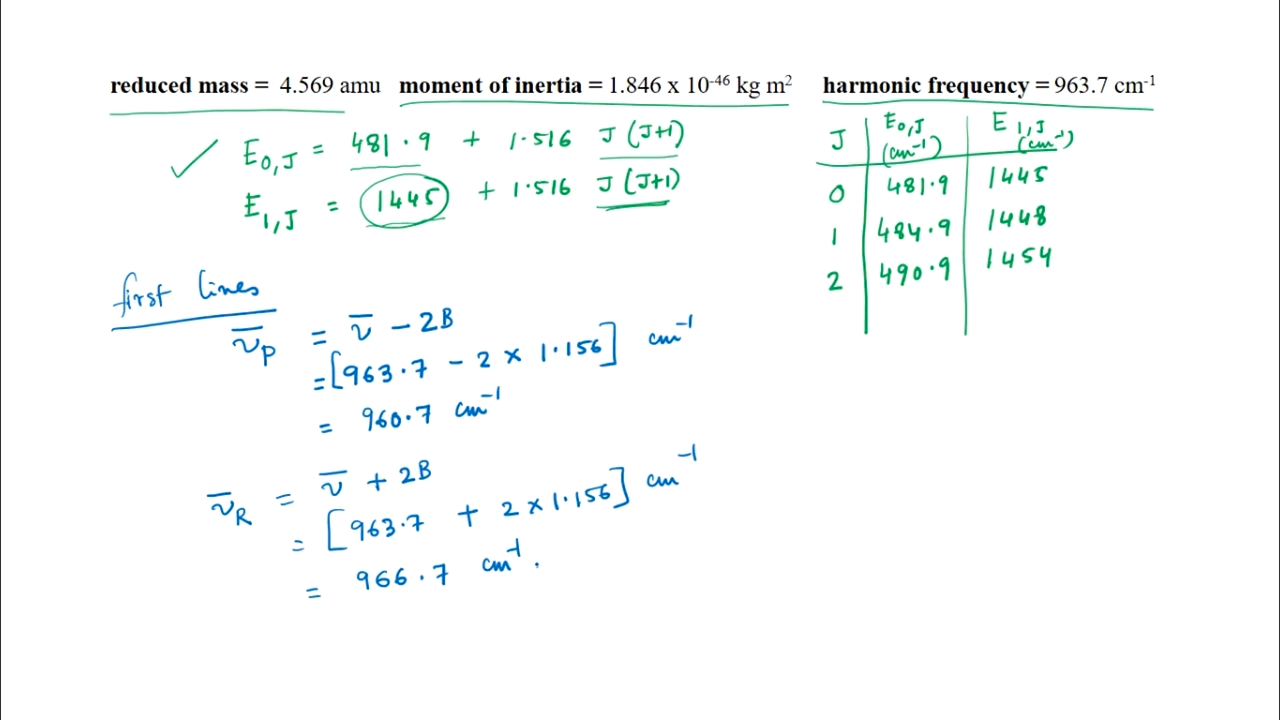 reduced mass = 4.569 amu moment of inertia = 1.846 x 10⁻⁴⁶ kg m² harmonic frequency = 963.7 cm⁻¹
E₀,J = 481.9 + 1.516 J(J+1)
E₁,J = 1445 + 1.516 J(J+1)
J E₀,J (cm⁻¹) E₁,J (cm⁻¹)
0 481.9 1445
1 484.9 1448
2 490.9 1454
first lines
ν̅P = ν̅ - 2B
= [963.7 - 2 × 1.156] cm⁻¹
= 960.7 cm⁻¹
ν̅R = ν̅ + 2B
= [963.7 + 2 × 1.156] cm⁻¹
= 966.7 cm⁻¹.